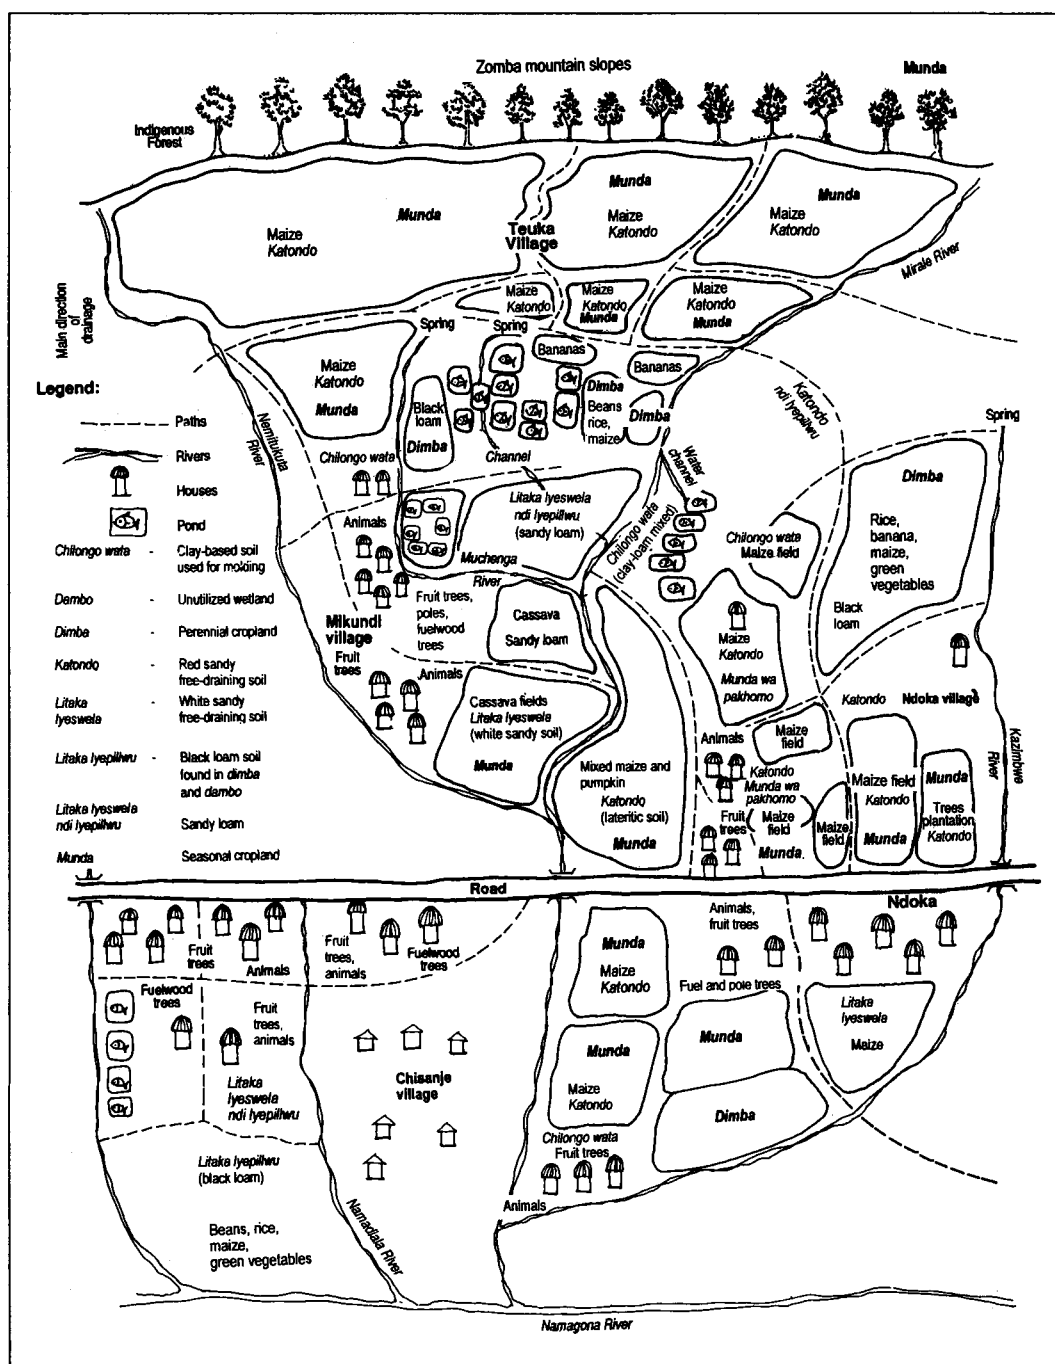 Zomba mountain slopes
Munda
Indigenous
Forest
Munda
Maize
Katondo
Munda
Maize
Katondo
Munda
Maize
Katondo
Teuka
Village
Mirale River
Main direction
of
drainage
Maize
Katondo
Maize
Katondo
Munda
Maize
Katondo
Munda
Spring
Spring
Bananas
Bananas
Maize
Katondo
Munda
Legend:
Paths
Rivers
Houses
Pond
Chilongo wata - Clay-based soil
used for molding
Dambo - Unutilized wetland
Dimba - Perennial cropland
Katondo - Red sandy
free-draining soil
Litaka - White sandy
lyeswela free-draining soil
Litaka lyepilhwu - Black loam soil
found in dimba
and dambo
Litaka lyeswela
ndi lyepilhwu Sandy loam
Munda - Seasonal cropland
Namitukuta
River
Black
loam
Dimba
Dimba
Beans
rice,
maize
Dimba
Katondo
ndi lyepilhwu
Spring
Chilongo wata
Channel
Water
channel
Animals
Litaka lyeswela
ndi lyepilhwu
(sandy loam)
Chilongo wata
(clay-loam mixed)
Chilongo wata
Maize field
Dimba
Rice,
banana,
maize,
green
vegetables
Black
loam
Muchenga
River
Mikundi
village
Fruit trees,
poles,
fuelwood
trees
Cassava
Sandy loam
Maize
Katondo
Munda wa
pakhomo
Fruit
trees
Animals
Cassava fields
Litaka lyeswela
(white sandy soil)
Munda
Mixed maize and
pumpkin
Katondo
(lateritic soil)
Munda
Katondo
Ndoka village
Kazimbwe
River
Animals
Maize
field
Katondo
Munda wa
pakhomo
Fruit
trees
Maize
field
Munda.
Maize
field
Maize field
Katondo
Munda
Munda
Trees
plantation
Katondo
Road
Ndoka
Fruit
trees
Animals
Fruit
trees,
animals
Fuelwood
trees
Munda
Maize
Katondo
Animals,
fruit trees
Fuel and pole trees
Fuelwood
trees
Fruit
trees,
animals
Litaka
lyeswela
ndi lyepilhwu
Chisanje
village
Munda
Maize
Katondo
Munda
Litaka
lyeswela
Maize
Dimba
Chilongo wata
Fruit trees
Animals
Litaka lyepilhwu
(black loam)
Beans, rice,
maize,
green vegetables
Namadiala River
Namagona River